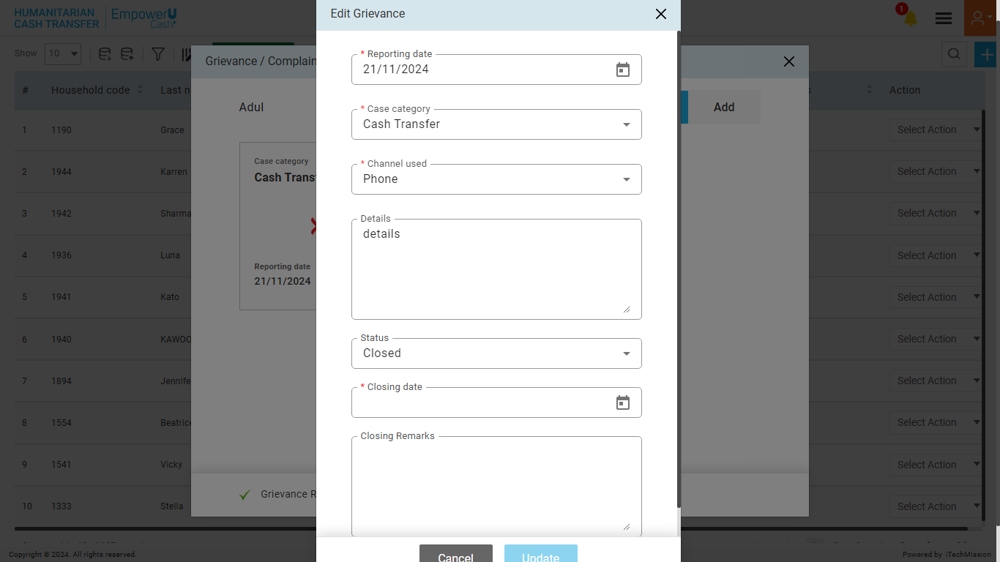 HUMANITARIAN
CASH TRANSFER
EmpowerU
Cash+
1
Show 10
#
Household code
Last n
Action
1 1190 Grace Select Action
2 1944 Karren Select Action
3 1942 Sharma Select Action
4 1936 Luna Select Action
5 1941 Kato Select Action
6 1940 KAWOO Select Action
7 1894 Jennife Select Action
8 1554 Beatrice Select Action
9 1541 Vicky Select Action
10 1333 Stella Select Action
Copyright © 2024. All rights reserved.
Powered by iTechMission
Grievance / Complain
Adul
Add
Case category
Cash Trans
Reporting date
21/11/2024
Grievance R
Edit Grievance
* Reporting date
21/11/2024
* Case category
Cash Transfer
* Channel used
Phone
Details
details
Status
Closed
* Closing date
Closing Remarks
Cancel
Update